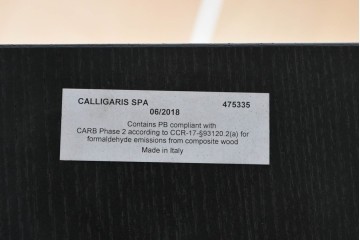 CALLIGARIS SPA 475335
06/2018
Contains PB compliant with
CARB Phase 2 according to CCR-17-§93120.2(a) for
formaldehyde emissions from composite wood
Made in Italy